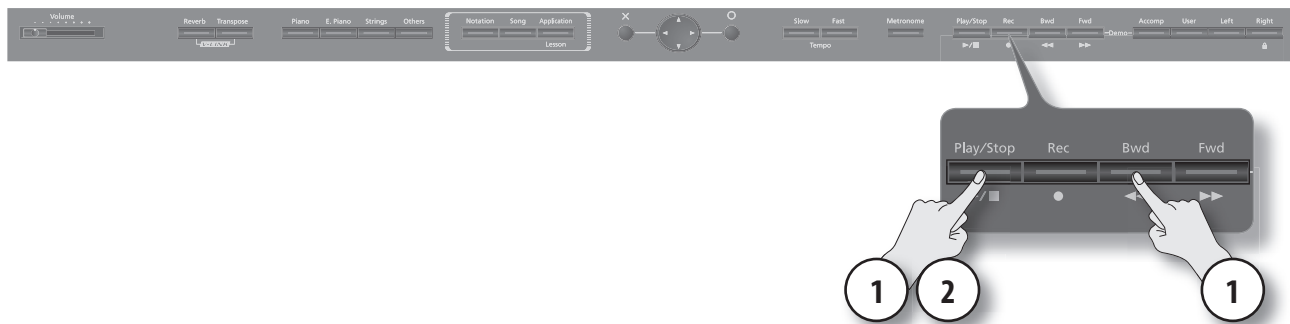 Volume
Reverb Transpose Piano E. Piano Strings Others Notation Song Application × ○ Slow Fast Metronome Play/Stop Rec Bwd Fwd Demo Accomp User Left Right
Lesson Tempo
Play/Stop Rec Bwd Fwd
1 2 1